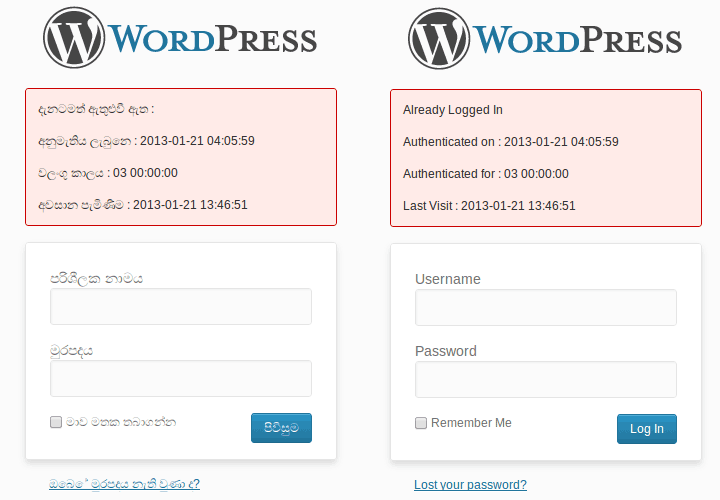 WORDPRESS
දැනටමත් ඇතුළුවී ඇත :
අනුමැතිය ලැබුනෙ : 2013-01-21 04:05:59
වලංගු කාලය : 03 00:00:00
අවසාන පැමිණීම : 2013-01-21 13:46:51
පරිශීලක නාමය
මුරපදය
මාව මතක තබාගන්න
පිවිසුම
ඔබෙ ේ මුරපදය නැති වුණා ද?
WORDPRESS
Already Logged In
Authenticated on : 2013-01-21 04:05:59
Authenticated for : 03 00:00:00
Last Visit : 2013-01-21 13:46:51
Username
Password
Remember Me
Log In
Lost your password?